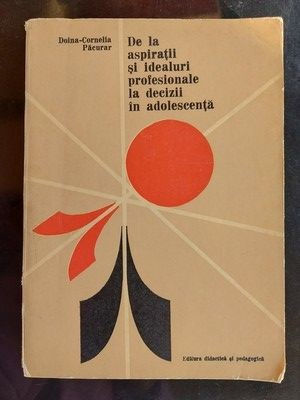 Doina-Cornelia
Păcurar
De la
aspirații
și idealuri
profesionale
la decizii
în adolescență
Editura didactică și pedagogică